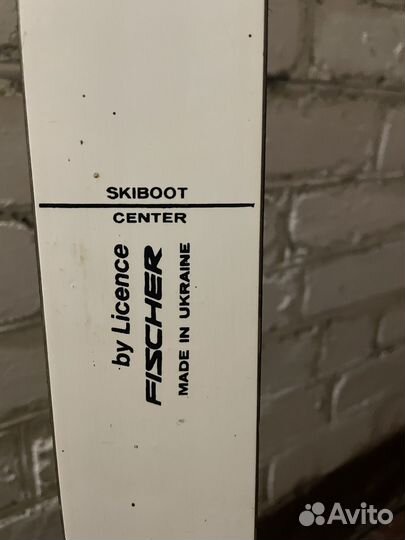 SKIBOOT
CENTER
by Licence
FISCHER
MADE IN UKRAINE
Avito